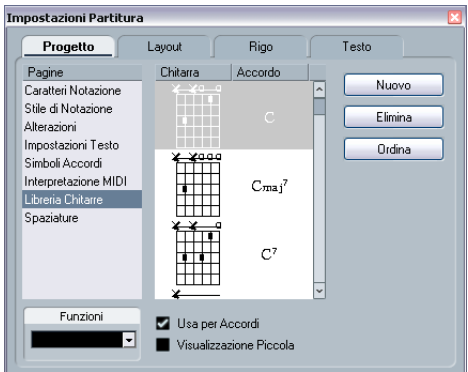 Impostazioni Partitura
Progetto Layout Rigo Testo
Pagine Chitarra Accordo
Caratteri Notazione
Stile di Notazione
Alterazioni
Impostazioni Testo
Simboli Accordi
Interpretazione MIDI
Libreria Chitarre
Spaziature
C
Cmaj7
C7
Nuovo
Elimina
Ordina
Funzioni
Usa per Accordi
Visualizzazione Piccola